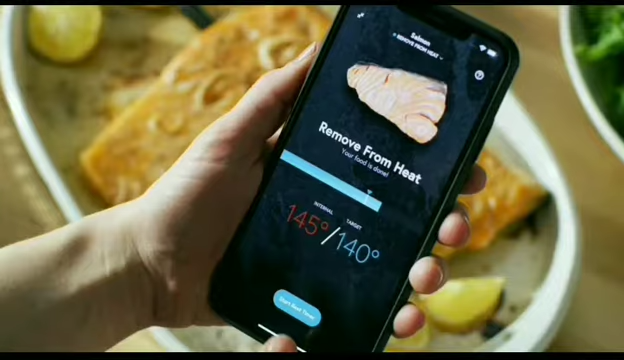 Salmon
REMOVE FROM HEAT
Remove From Heat
Your food is done!
INTERNAL TARGET
145°/140°
Start Rest Timer